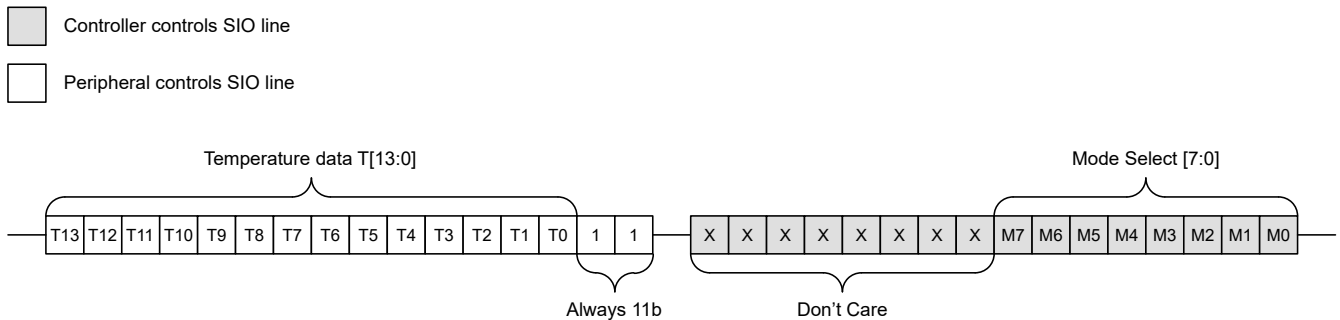 Controller controls SIO line
Peripheral controls SIO line
Temperature data T[13:0]
Mode Select [7:0]
T13 T12 T11 T10 T9 T8 T7 T6 T5 T4 T3 T2 T1 T0 1 1 X X X X X X X X M7 M6 M5 M4 M3 M2 M1 M0
Always 11b
Don’t Care